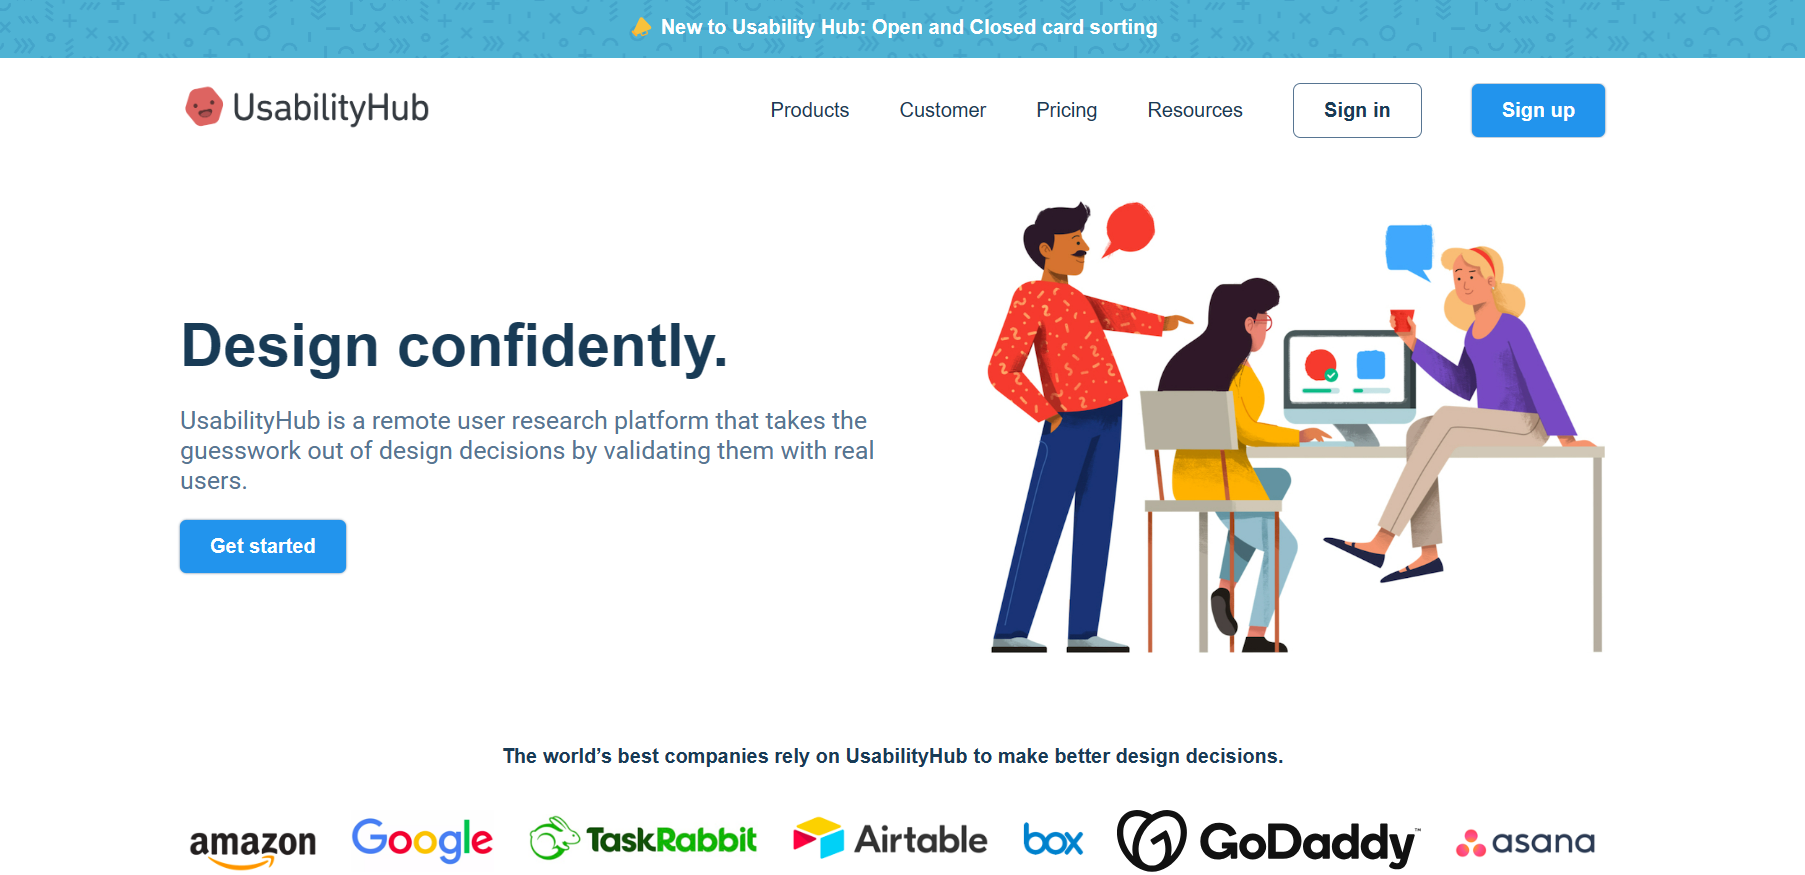 New to Usability Hub: Open and Closed card sorting
UsabilityHub
Products
Customer
Pricing
Resources
Sign in
Sign up
Design confidently.
UsabilityHub is a remote user research platform that takes the
guesswork out of design decisions by validating them with real
users.
Get started
The world’s best companies rely on UsabilityHub to make better design decisions.
amazon
Google
TaskRabbit
Airtable
box
GoDaddy™
asana